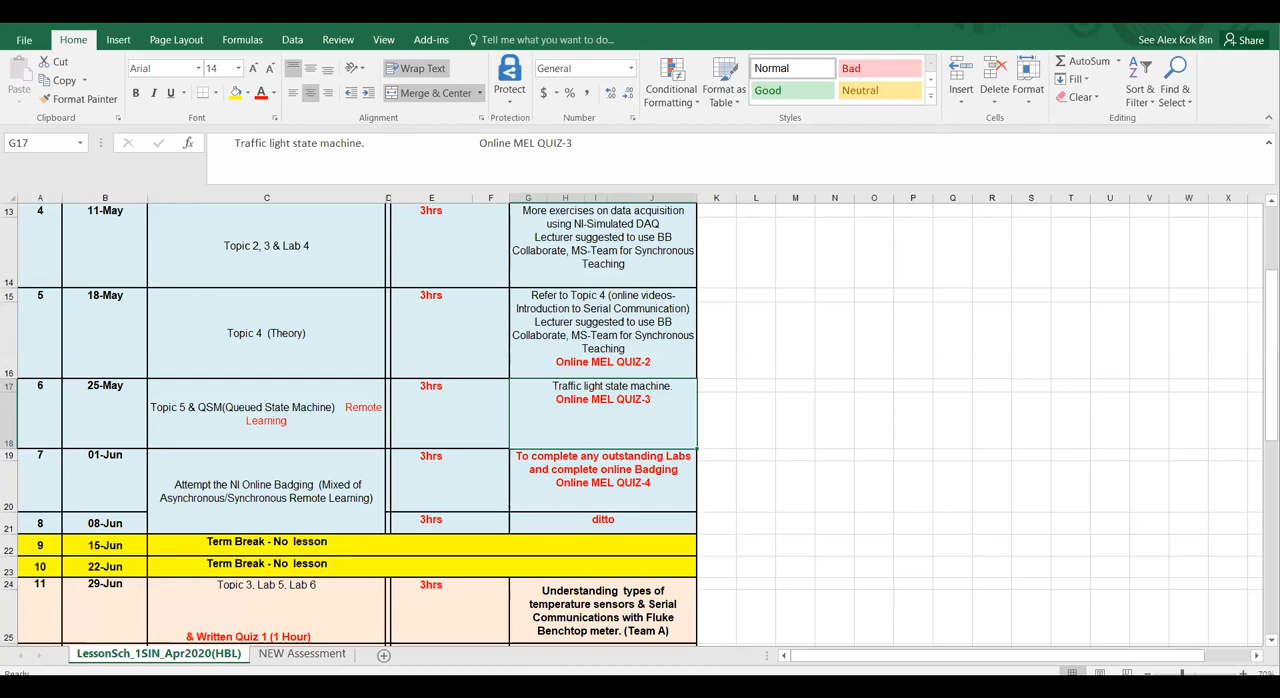 File Home Insert Page Layout Formulas Data Review View Add-ins Tell me what you want to do... See Alex Kok Bin Share
Cut
Copy
Format Painter
Paste
Clipboard
Arial 14
B I U
Font
Wrap Text
Merge & Center
Alignment
Protect
Protection
General
$ % ,
Number
Conditional Formatting
Format as Table
Normal Bad
Good Neutral
Styles
Insert Delete Format
Cells
AutoSum
Fill
Clear
Sort & Filter
Find & Select
Editing
G17 fx Traffic light state machine. Online MEL QUIZ-3
A B C D E F G H I J K L M N O P Q R S T U V W X
13 4 11-May 3hrs More exercises on data acquisition
using NI-Simulated DAQ
Lecturer suggested to use BB
Topic 2, 3 & Lab 4 Collaborate, MS-Team for Synchronous
Teaching
14
15 5 18-May 3hrs Refer to Topic 4 (online videos-
Introduction to Serial Communication)
Lecturer suggested to use BB
Topic 4 (Theory) Collaborate, MS-Team for Synchronous
Teaching
Online MEL QUIZ-2
16
17 6 25-May 3hrs Traffic light state machine.
Online MEL QUIZ-3
Topic 5 & QSM(Queued State Machine) Remote
Learning
18
19 7 01-Jun 3hrs To complete any outstanding Labs
and complete online Badging
Online MEL QUIZ-4
Attempt the NI Online Badging (Mixed of
Asynchronous/Synchronous Remote Learning)
20
21 8 08-Jun 3hrs ditto
22 9 15-Jun Term Break - No lesson
23 10 22-Jun Term Break - No lesson
24 11 29-Jun Topic 3, Lab 5, Lab 6 3hrs Understanding types of
temperature sensors & Serial
Communications with Fluke
Benchtop meter. (Team A)
25 & Written Quiz 1 (1 Hour)
LessonSch_1SIN_Apr2020(HBL) NEW Assessment
Ready 70%